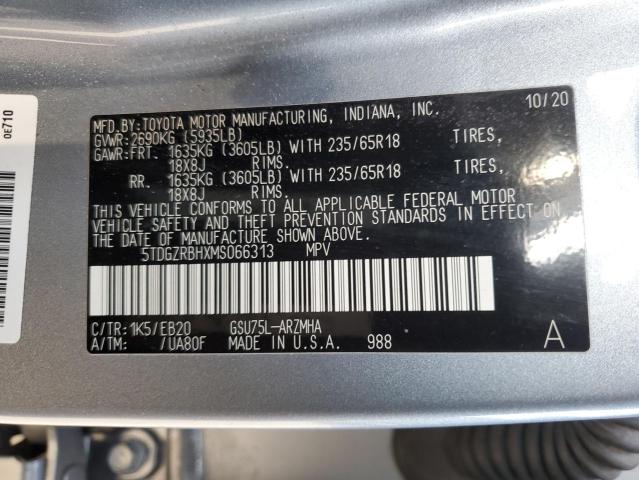 MFD.BY:TOYOTA MOTOR MANUFACTURING, INDIANA, INC. 10/20
GVWR:2690KG (5935LB)
GAWR:FRT. 1635KG (3605LB) WITH 235/65R18 TIRES,
18X8J RIMS.
RR. 1635KG (3605LB) WITH 235/65R18 TIRES,
18X8J RIMS.
THIS VEHICLE CONFORMS TO ALL APPLICABLE FEDERAL MOTOR
VEHICLE SAFETY AND THEFT PREVENTION STANDARDS IN EFFECT ON
THE DATE OF MANUFACTURE SHOWN ABOVE.
5TDGZRBHXMS066313 MPV
C/TR:1K5/EB20 GSU75L-ARZMHA
A/TM: /UA80F MADE IN U.S.A. 988 A
0E710